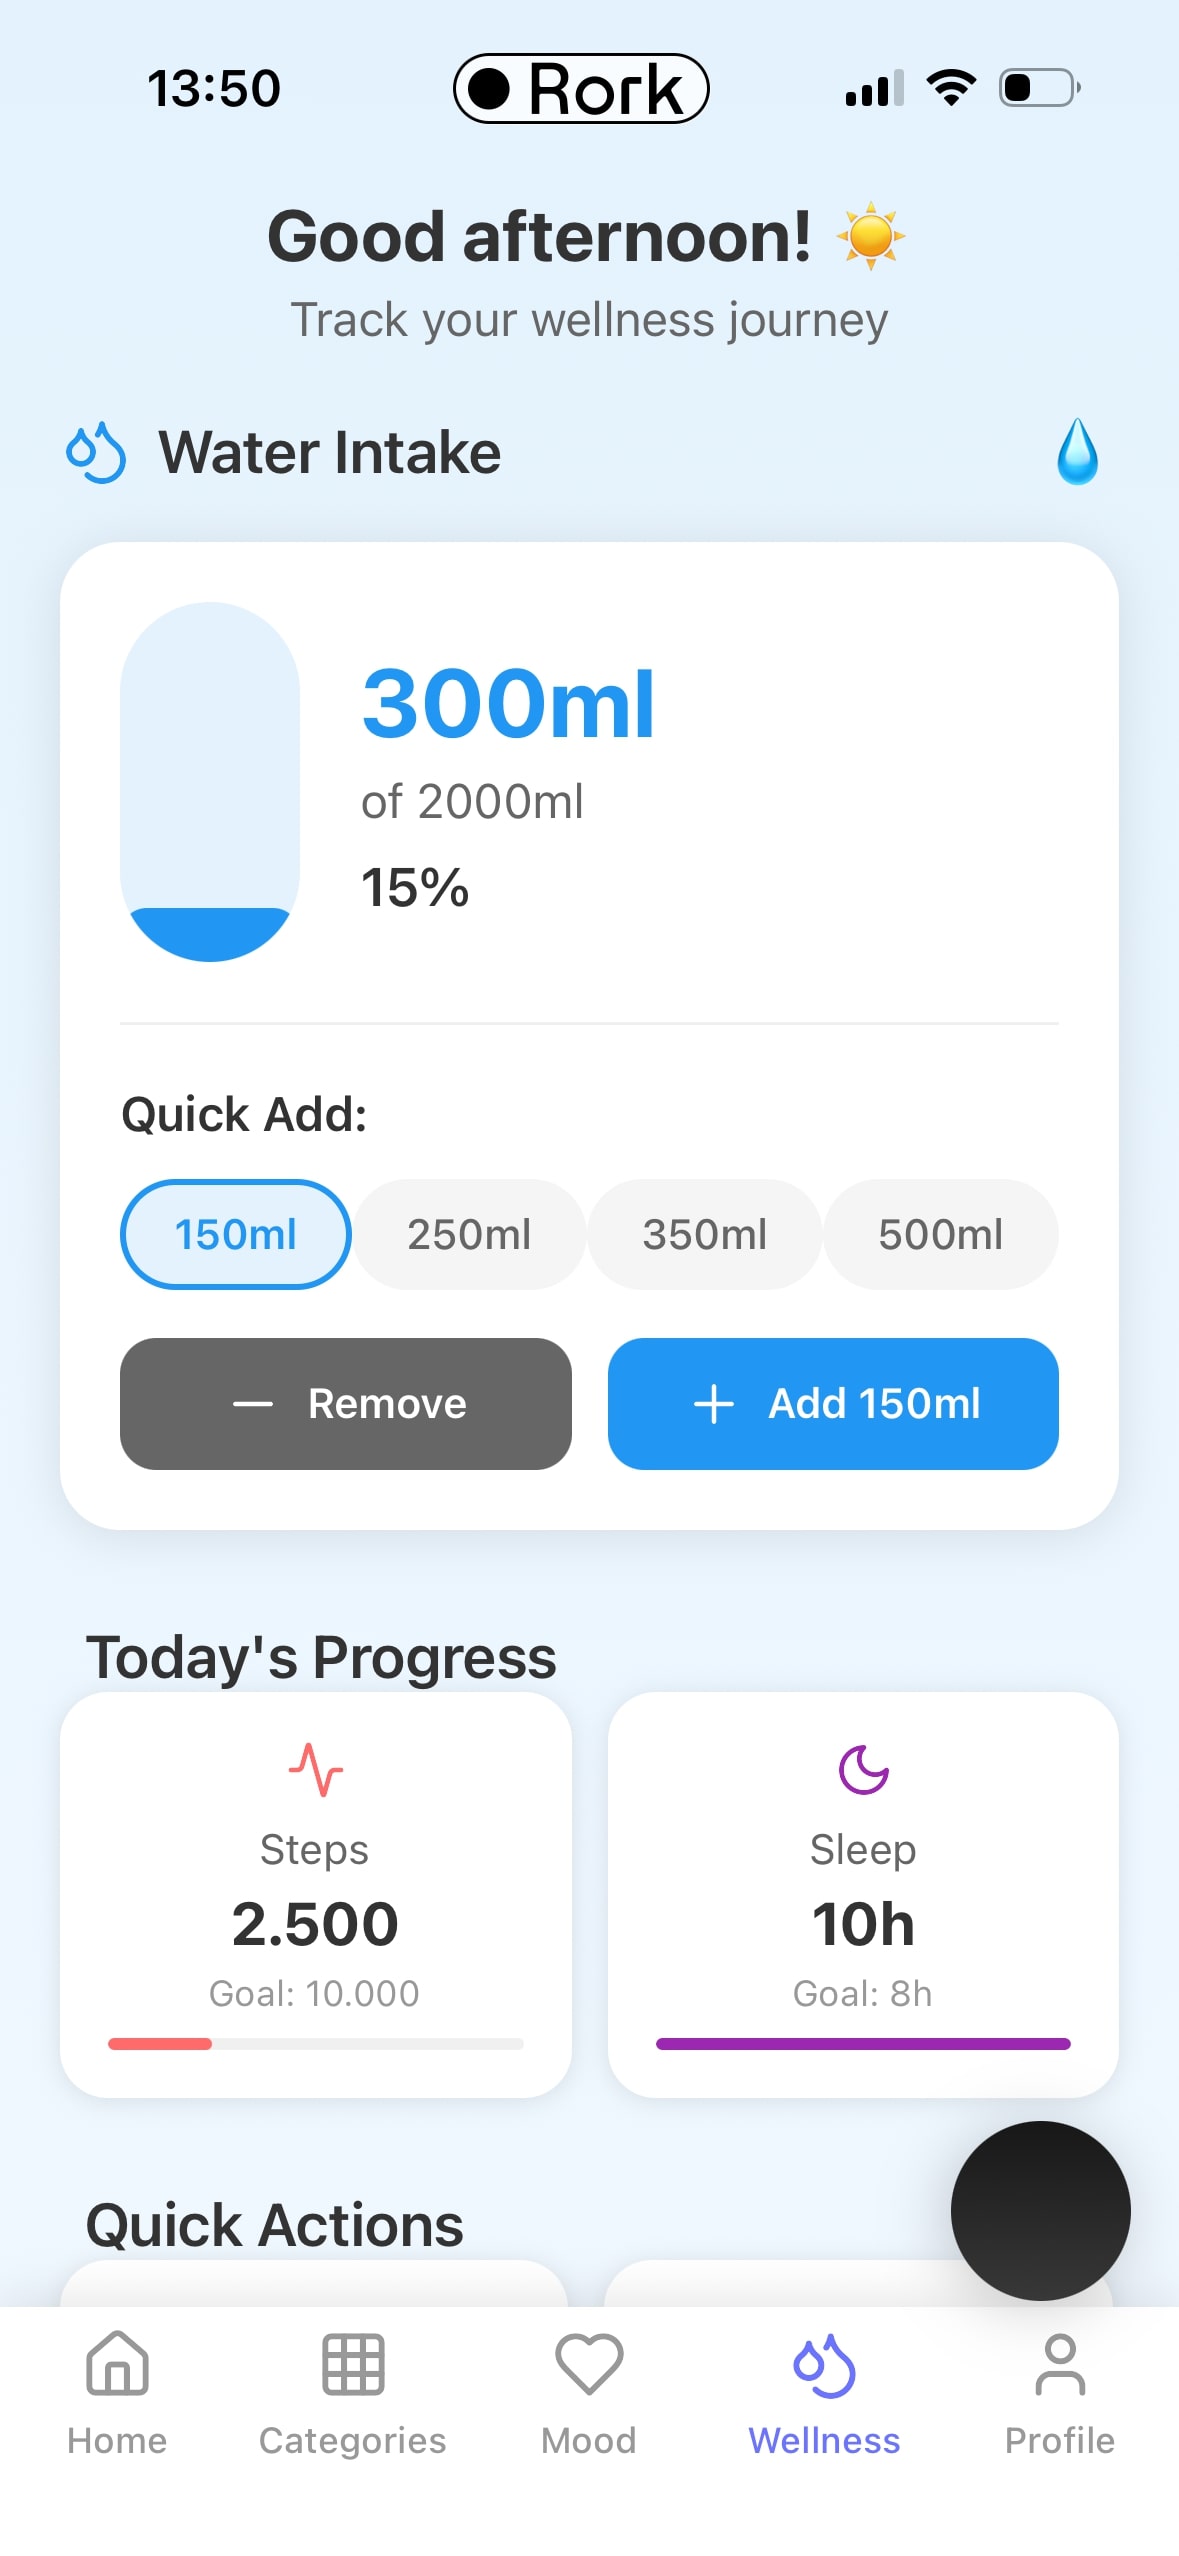 13:50
Rork
Good afternoon! ☀️
Track your wellness journey
Water Intake 💧
300ml
of 2000ml
15%
Quick Add:
150ml 250ml 350ml 500ml
Remove + Add 150ml
Today's Progress
Steps Sleep
2.500 10h
Goal: 10.000 Goal: 8h
Quick Actions
Home Categories Mood Wellness Profile